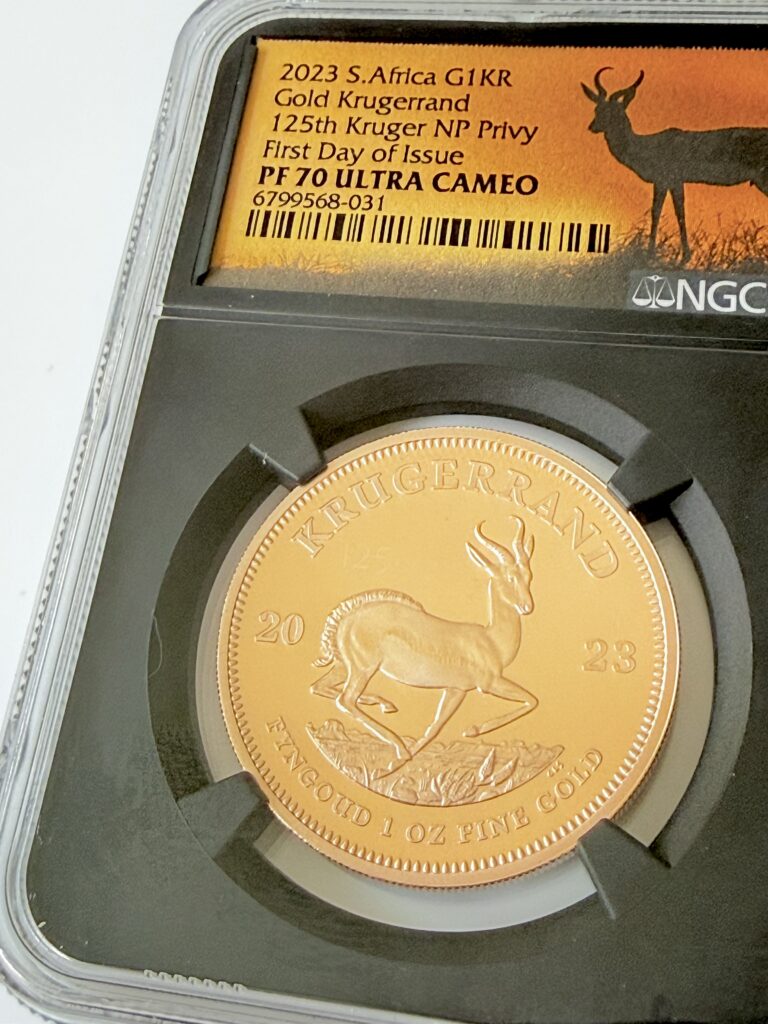 2023 S.Africa G1KR
Gold Krugerrand
125th Kruger NP Privy
First Day of Issue
PF 70 ULTRA CAMEO
6799568-031
NGC
KRUGERRAND
125
20 23
FYNGOUD 1 OZ FINE GOLD